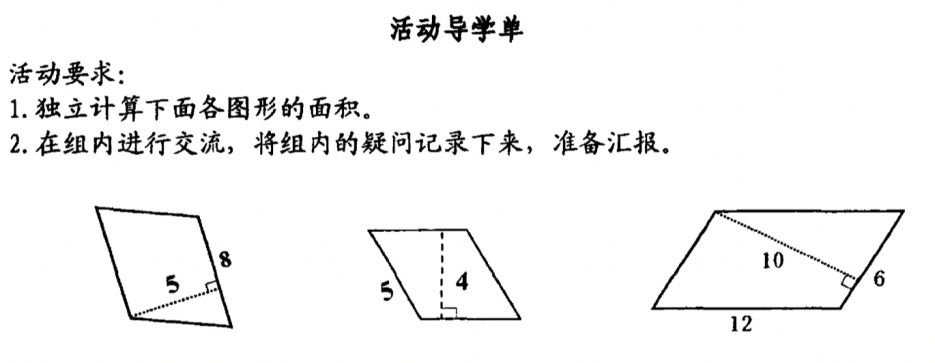 活动导学单
活动要求：
1.独立计算下面各图形的面积。
2.在组内进行交流，将组内的疑问记录下来，准备汇报。
5 8
5 4
10 6
12